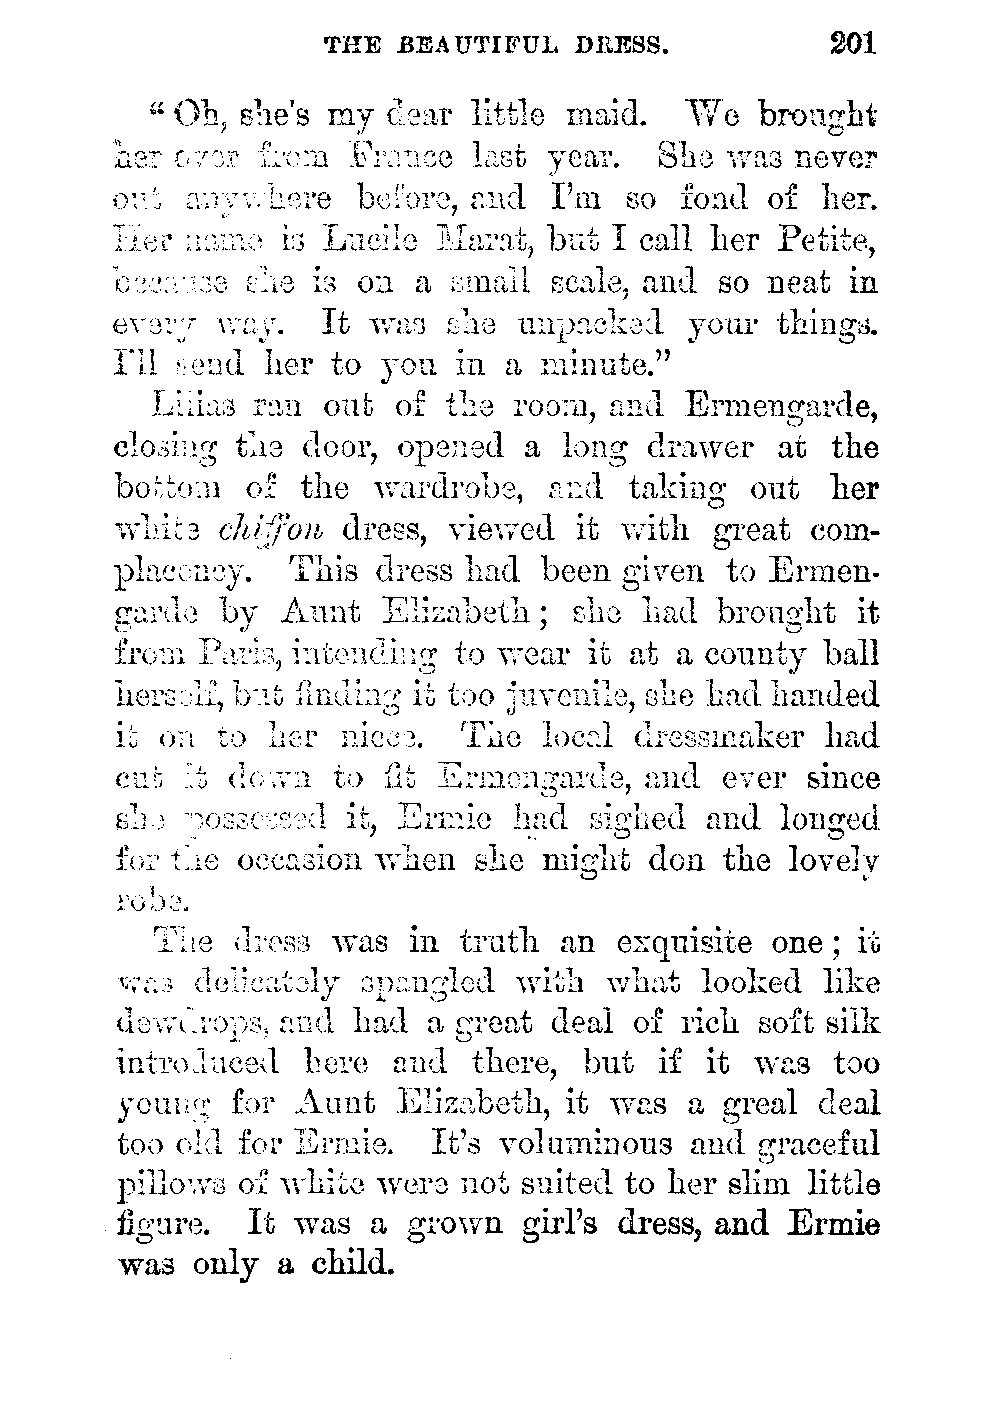 THE BEAUTIFUL DRESS. 201
“Oh, she's my dear little maid. We brought
her over from France last year. She was never
out anywhere before, and I'm so fond of her.
Her name is Lucile Marat, but I call her Petite,
because she is on a small scale, and so neat in
every way. It was she unpacked your things.
I'll send her to you in a minute.”
Lilias ran out of the room, and Ermengarde,
closing the door, opened a long drawer at the
bottom of the wardrobe, and taking out her
white chiffon dress, viewed it with great com-
placency. This dress had been given to Ermen-
garde by Aunt Elizabeth; she had brought it
from Paris, intending to wear it at a county ball
herself, but finding it too juvenile, she had handed
it on to her niece. The local dressmaker had
cut it down to fit Ermengarde, and ever since
she possessed it, Ermie had sighed and longed
for the occasion when she might don the lovely
robe.
The dress was in truth an exquisite one; it
was delicately spangled with what looked like
dewdrops, and had a great deal of rich soft silk
introduced here and there, but if it was too
young for Aunt Elizabeth, it was a greal deal
too old for Ermie. It's voluminous and graceful
pillows of white were not suited to her slim little
figure. It was a grown girl's dress, and Ermie
was only a child.